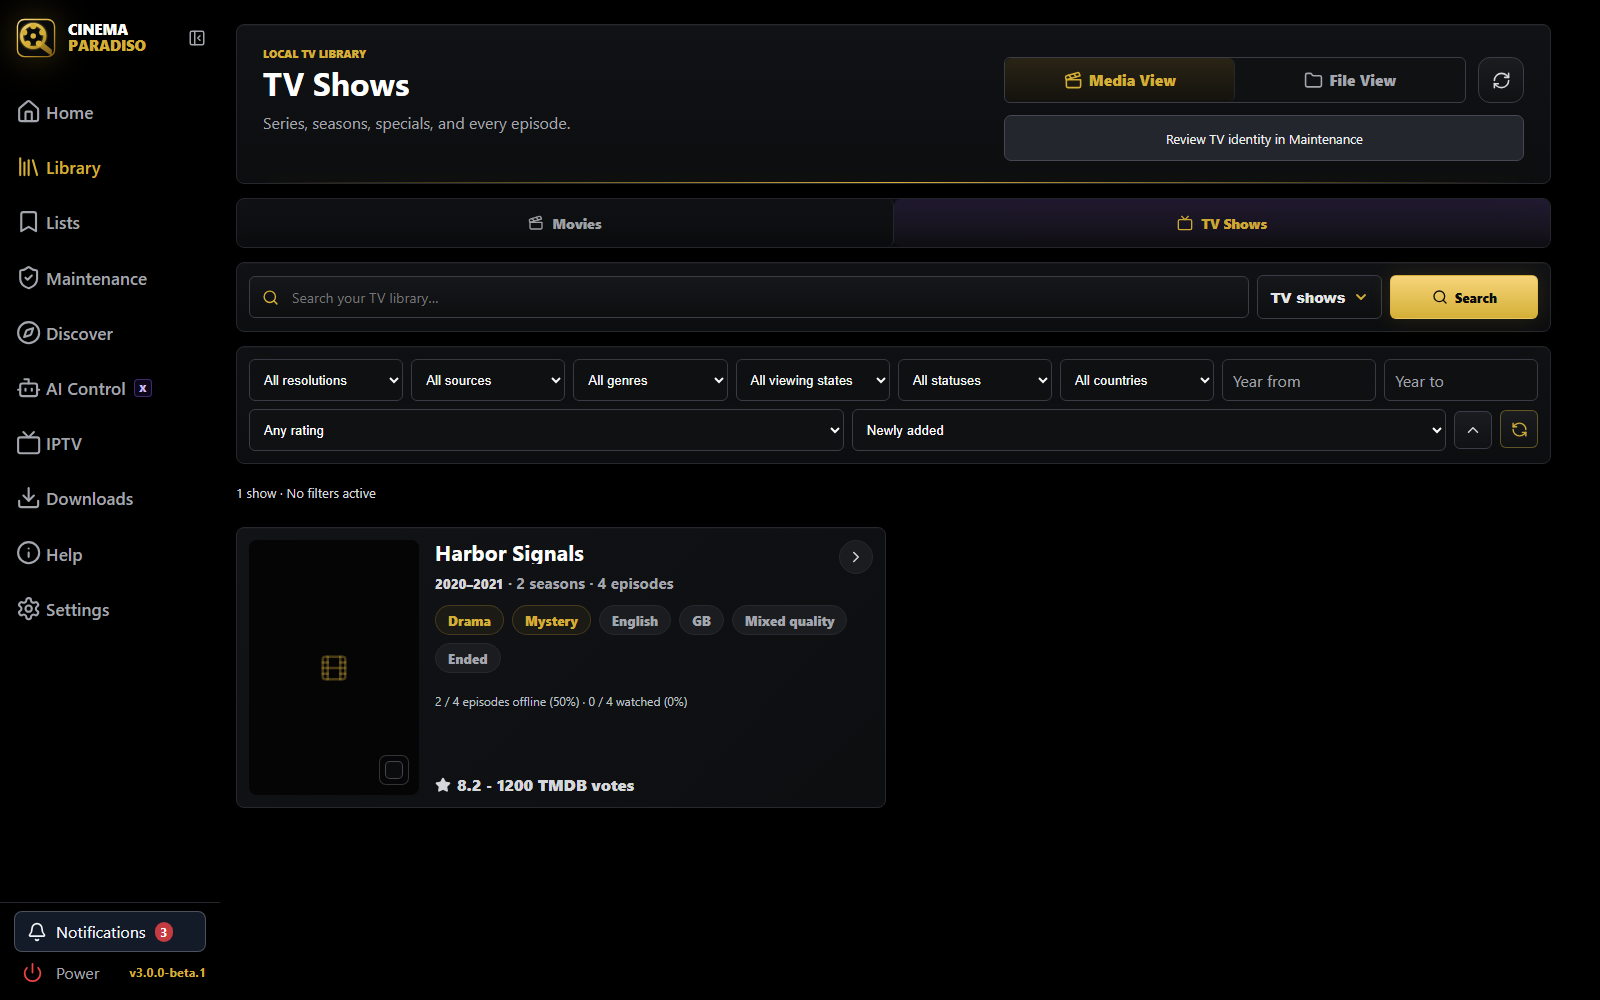 CINEMA
PARADISO
Home
Library
Lists
Maintenance
Discover
AI Control x
IPTV
Downloads
Help
Settings
Notifications 3
Power v3.0.0-beta.1
LOCAL TV LIBRARY
TV Shows
Series, seasons, specials, and every episode.
Media View File View
Review TV identity in Maintenance
Movies TV Shows
Search your TV library... TV shows Search
All resolutions All sources All genres All viewing states All statuses All countries Year from Year to
Any rating Newly added
1 show · No filters active
Harbor Signals
2020–2021 · 2 seasons · 4 episodes
Drama Mystery English GB Mixed quality
Ended
2 / 4 episodes offline (50%) · 0 / 4 watched (0%)
8.2 - 1200 TMDB votes